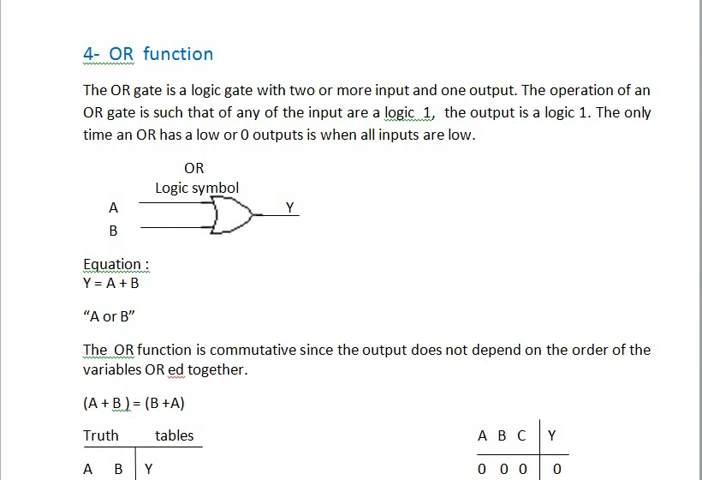 4- OR function
The OR gate is a logic gate with two or more input and one output. The operation of an
OR gate is such that of any of the input are a logic 1, the output is a logic 1. The only
time an OR has a low or 0 outputs is when all inputs are low.
OR
Logic symbol
A
Y
B
Equation :
Y = A + B
“A or B”
The OR function is commutative since the output does not depend on the order of the
variables OR ed together.
(A + B ) = (B +A)
Truth tables
A B C Y
A B Y
0 0 0 0